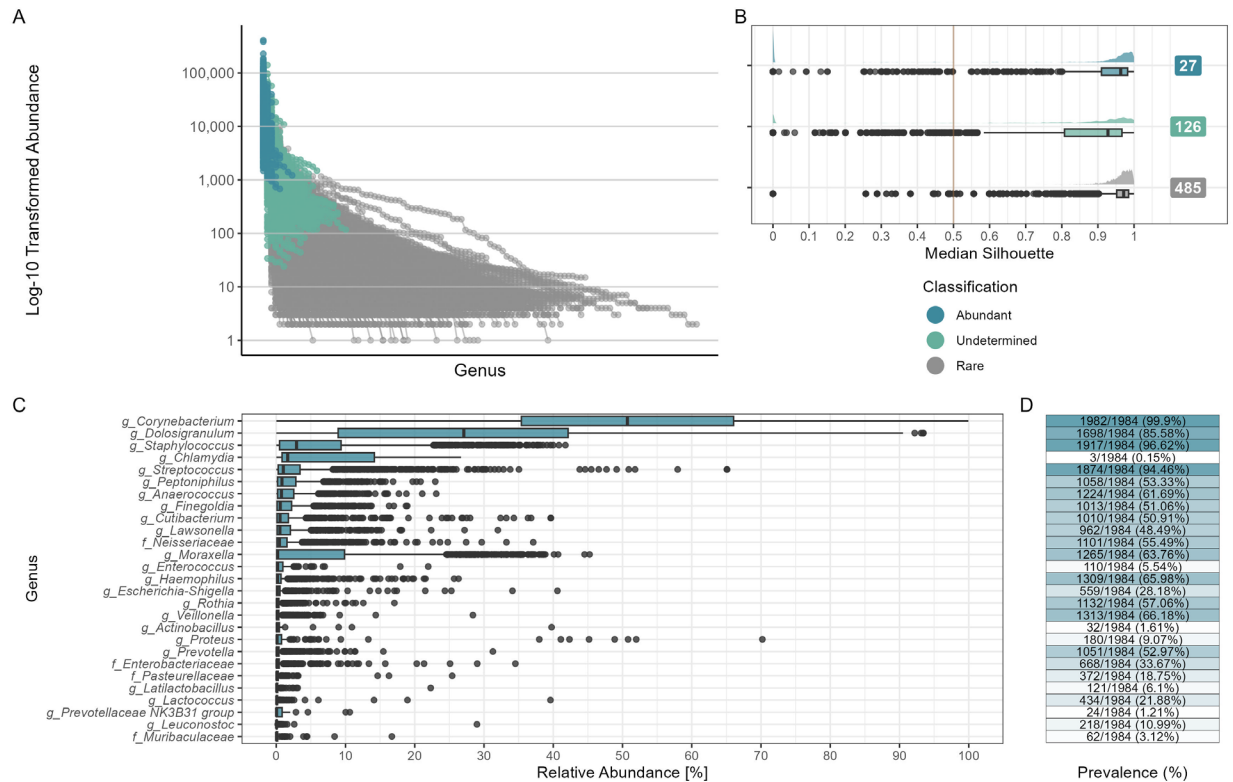 A
Log-10 Transformed Abundance
100,000
10,000
1,000
100
10
1
Genus
B
27
126
485
0 0.1 0.2 0.3 0.4 0.5 0.6 0.7 0.8 0.9 1
Median Silhouette
Classification
Abundant
Undetermined
Rare
C
Genus
g_Corynebacterium
g_Dolosigranulum
g_Staphylococcus
g_Chlamydia
g_Streptococcus
g_Peptoniphilus
g_Anaerococcus
g_Finegoldia
g_Cutibacterium
g_Lawsonella
f_Neisseriaceae
g_Moraxella
g_Enterococcus
g_Haemophilus
g_Escherichia-Shigella
g_Rothia
g_Veillonella
g_Actinobacillus
g_Proteus
g_Prevotella
f_Enterobacteriaceae
f_Pasteurellaceae
g_Latilactobacillus
g_Lactococcus
g_Prevotellaceae NK3B31 group
g_Leuconostoc
f_Muribaculaceae
0 10 20 30 40 50 60 70 80 90 100
Relative Abundance [%]
D
1982/1984 (99.9%)
1698/1984 (85.58%)
1917/1984 (96.62%)
3/1984 (0.15%)
1874/1984 (94.46%)
1058/1984 (53.33%)
1224/1984 (61.69%)
1013/1984 (51.06%)
1010/1984 (50.91%)
962/1984 (48.49%)
1101/1984 (55.49%)
1265/1984 (63.76%)
110/1984 (5.54%)
1309/1984 (65.98%)
559/1984 (28.18%)
1132/1984 (57.06%)
1313/1984 (66.18%)
32/1984 (1.61%)
180/1984 (9.07%)
1051/1984 (52.97%)
668/1984 (33.67%)
372/1984 (18.75%)
121/1984 (6.1%)
434/1984 (21.88%)
24/1984 (1.21%)
218/1984 (10.99%)
62/1984 (3.12%)
Prevalence (%)